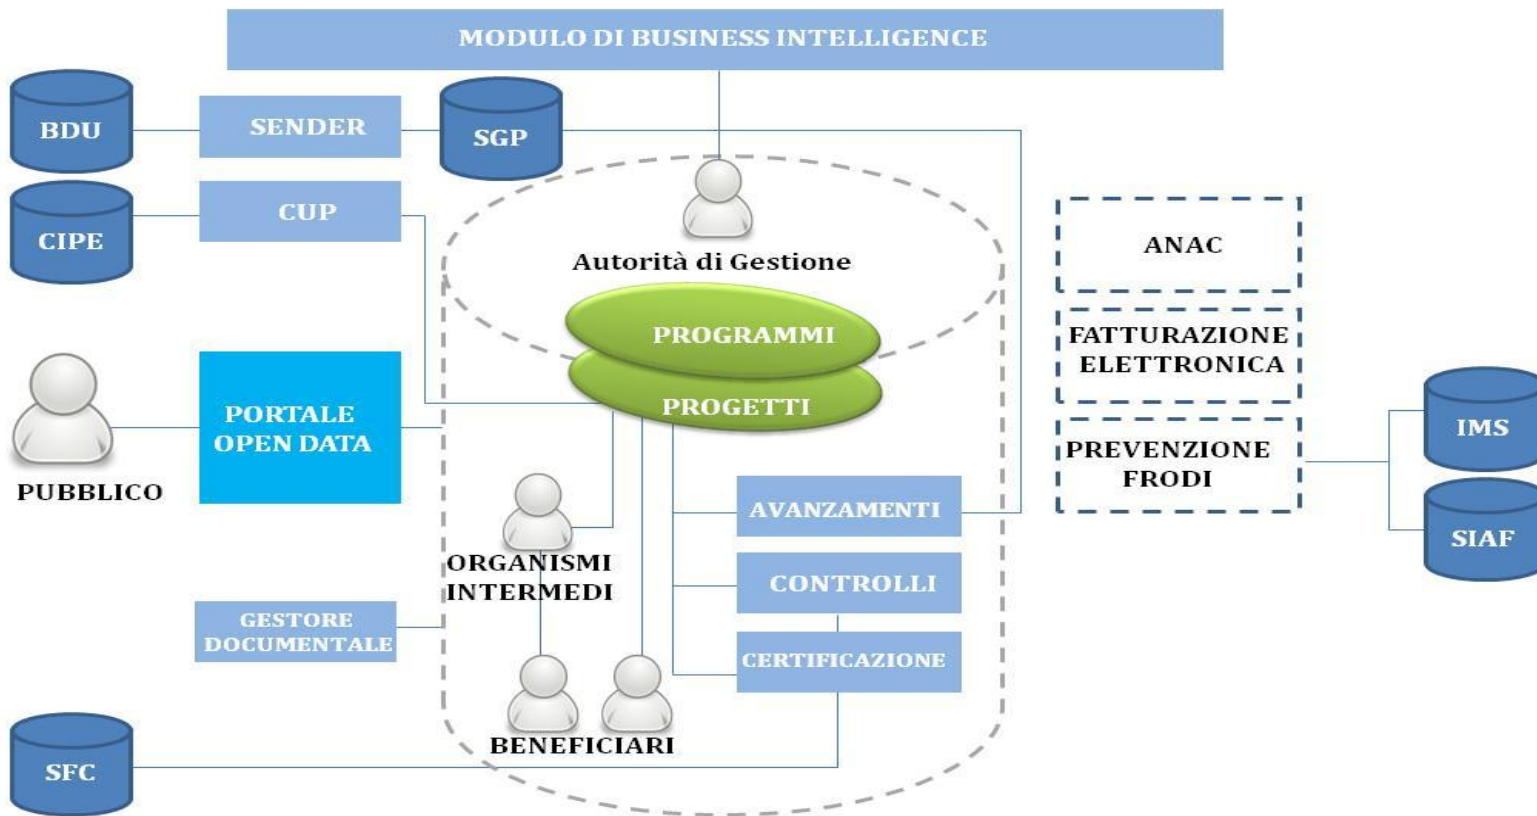 MODULO DI BUSINESS INTELLIGENCE
BDU
SENDER
SGP
CIPE
CUP
Autorità di Gestione
ANAC
PROGRAMMI
PROGETTI
FATTURAZIONE
ELETTRONICA
PORTALE
OPEN DATA
PUBBLICO
PREVENZIONE
FRODI
IMS
SIAF
AVANZAMENTI
ORGANISMI
INTERMEDI
CONTROLLI
GESTORE
DOCUMENTALE
CERTIFICAZIONE
BENEFICIARI
SFC